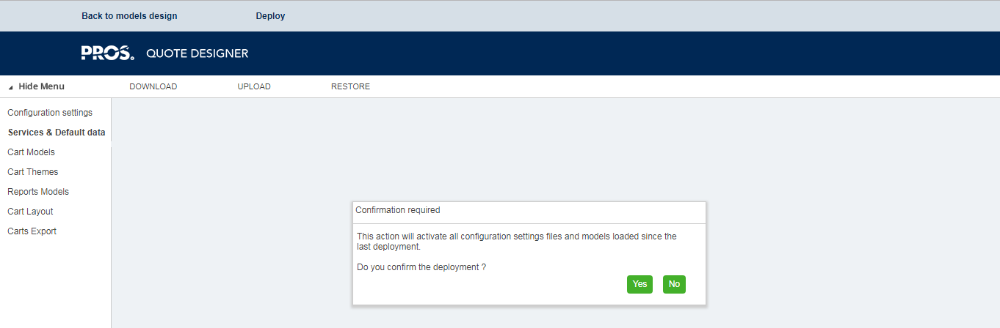 Back to models design Deploy
PROS. QUOTE DESIGNER
Hide Menu DOWNLOAD UPLOAD RESTORE
Configuration settings
Services & Default data
Cart Models
Cart Themes
Reports Models
Cart Layout
Carts Export
Confirmation required
This action will activate all configuration settings files and models loaded since the
last deployment.
Do you confirm the deployment ?
Yes No